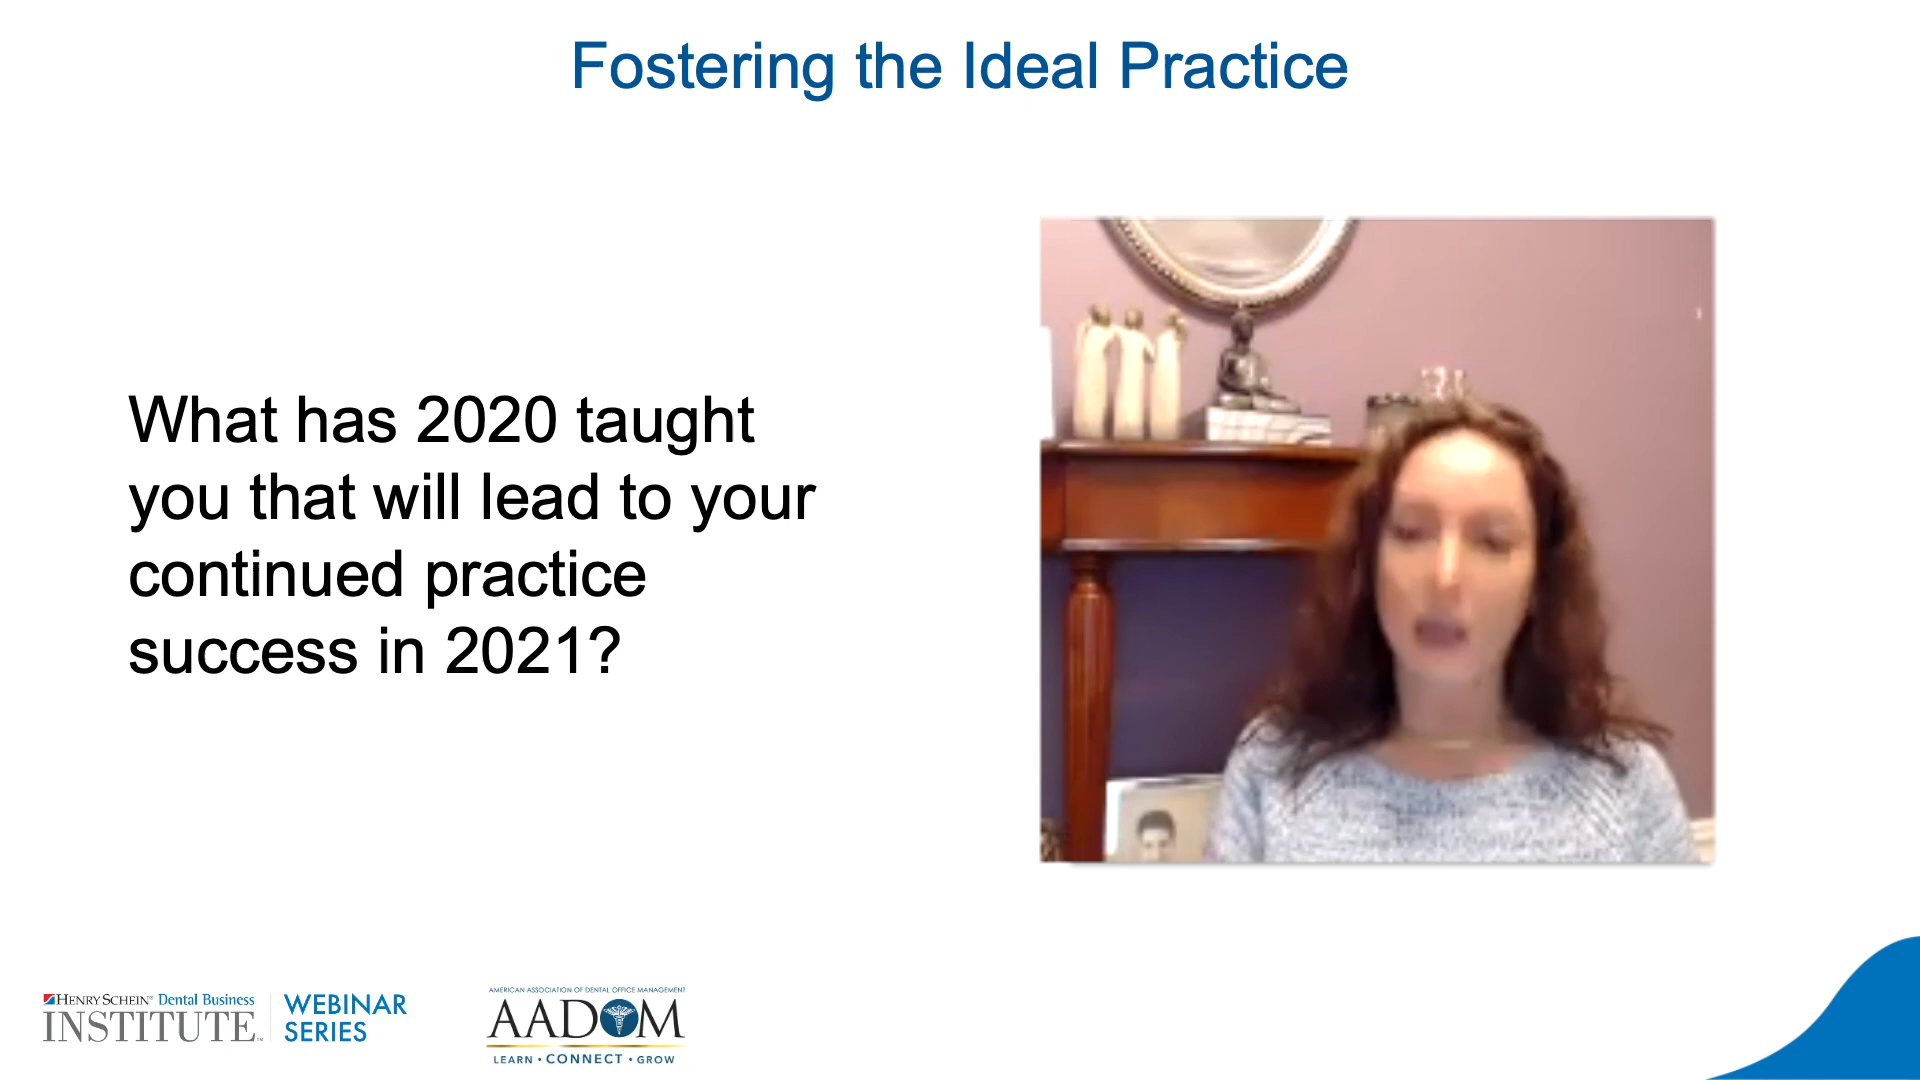 Fostering the Ideal Practice
What has 2020 taught
you that will lead to your
continued practice
success in 2021?
HENRY SCHEIN® Dental Business
INSTITUTE™
WEBINAR
SERIES
AMERICAN ASSOCIATION OF DENTAL OFFICE MANAGEMENT
AADOM
LEARN • CONNECT • GROW